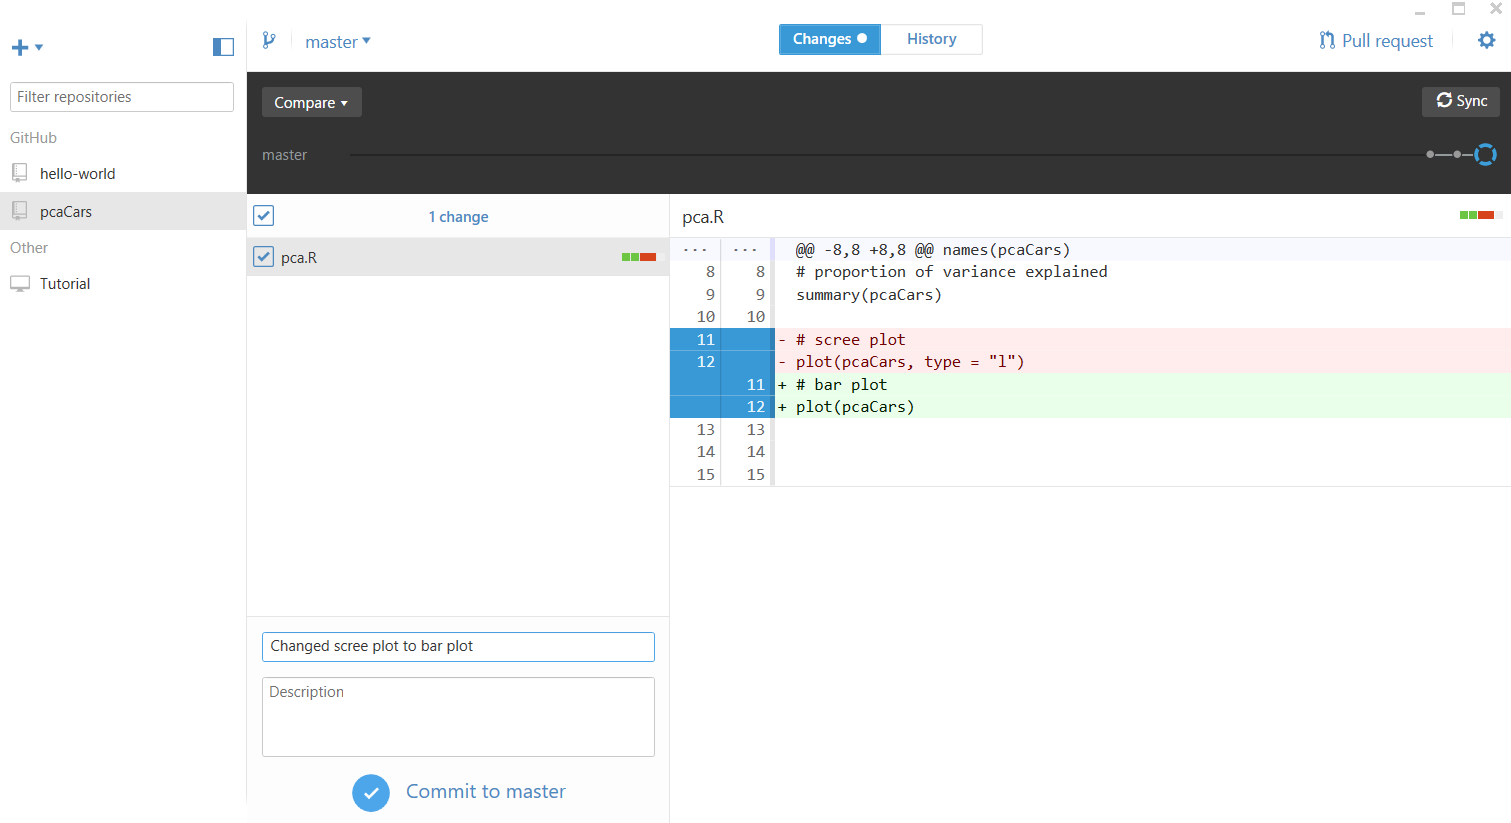 master
Changes
History
Pull request
Filter repositories
GitHub
hello-world
pcaCars
Other
Tutorial
Compare
Sync
master
1 change
pca.R
Changed scree plot to bar plot
Description
Commit to master
pca.R
... ... @@ -8,8 +8,8 @@ names(pcaCars)
8 8 # proportion of variance explained
9 9 summary(pcaCars)
10 10
11 - # scree plot
12 - plot(pcaCars, type = "l")
11 + # bar plot
12 + plot(pcaCars)
13 13
14 14
15 15